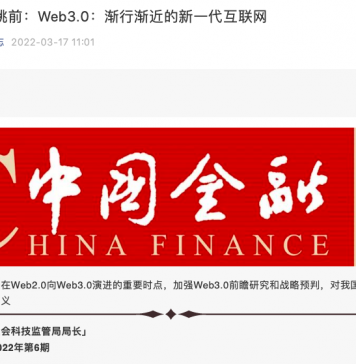 前：Web3.0：渐行渐近的新一代互联网
2022-03-17 11:01
中国金融
CHINA FINANCE
在Web2.0向Web3.0演进的重要时点，加强Web3.0前瞻研究和战略预判，对我国
义
会科技监管局局长」
022年第6期